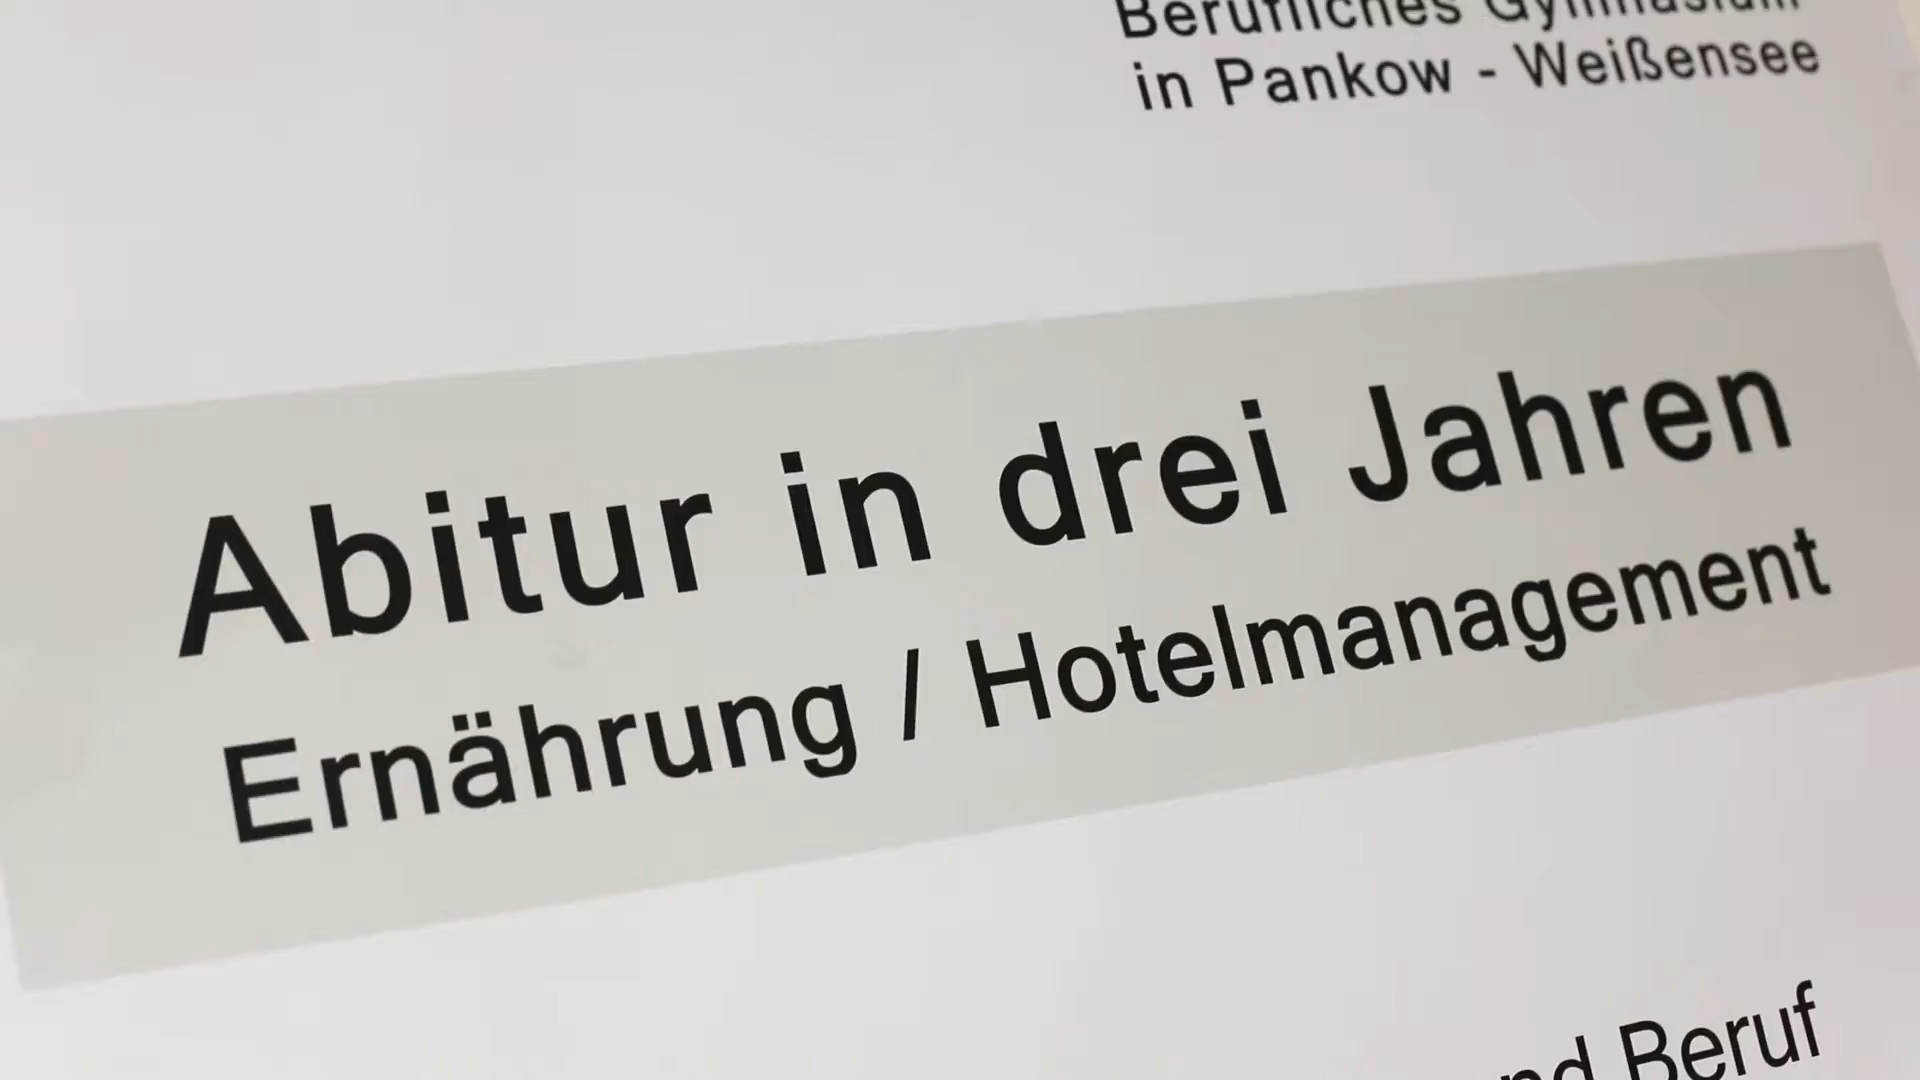 Berufliches Gymnasium
in Pankow - Weißensee
Abitur in drei Jahren
Ernährung / Hotelmanagement
Beruf